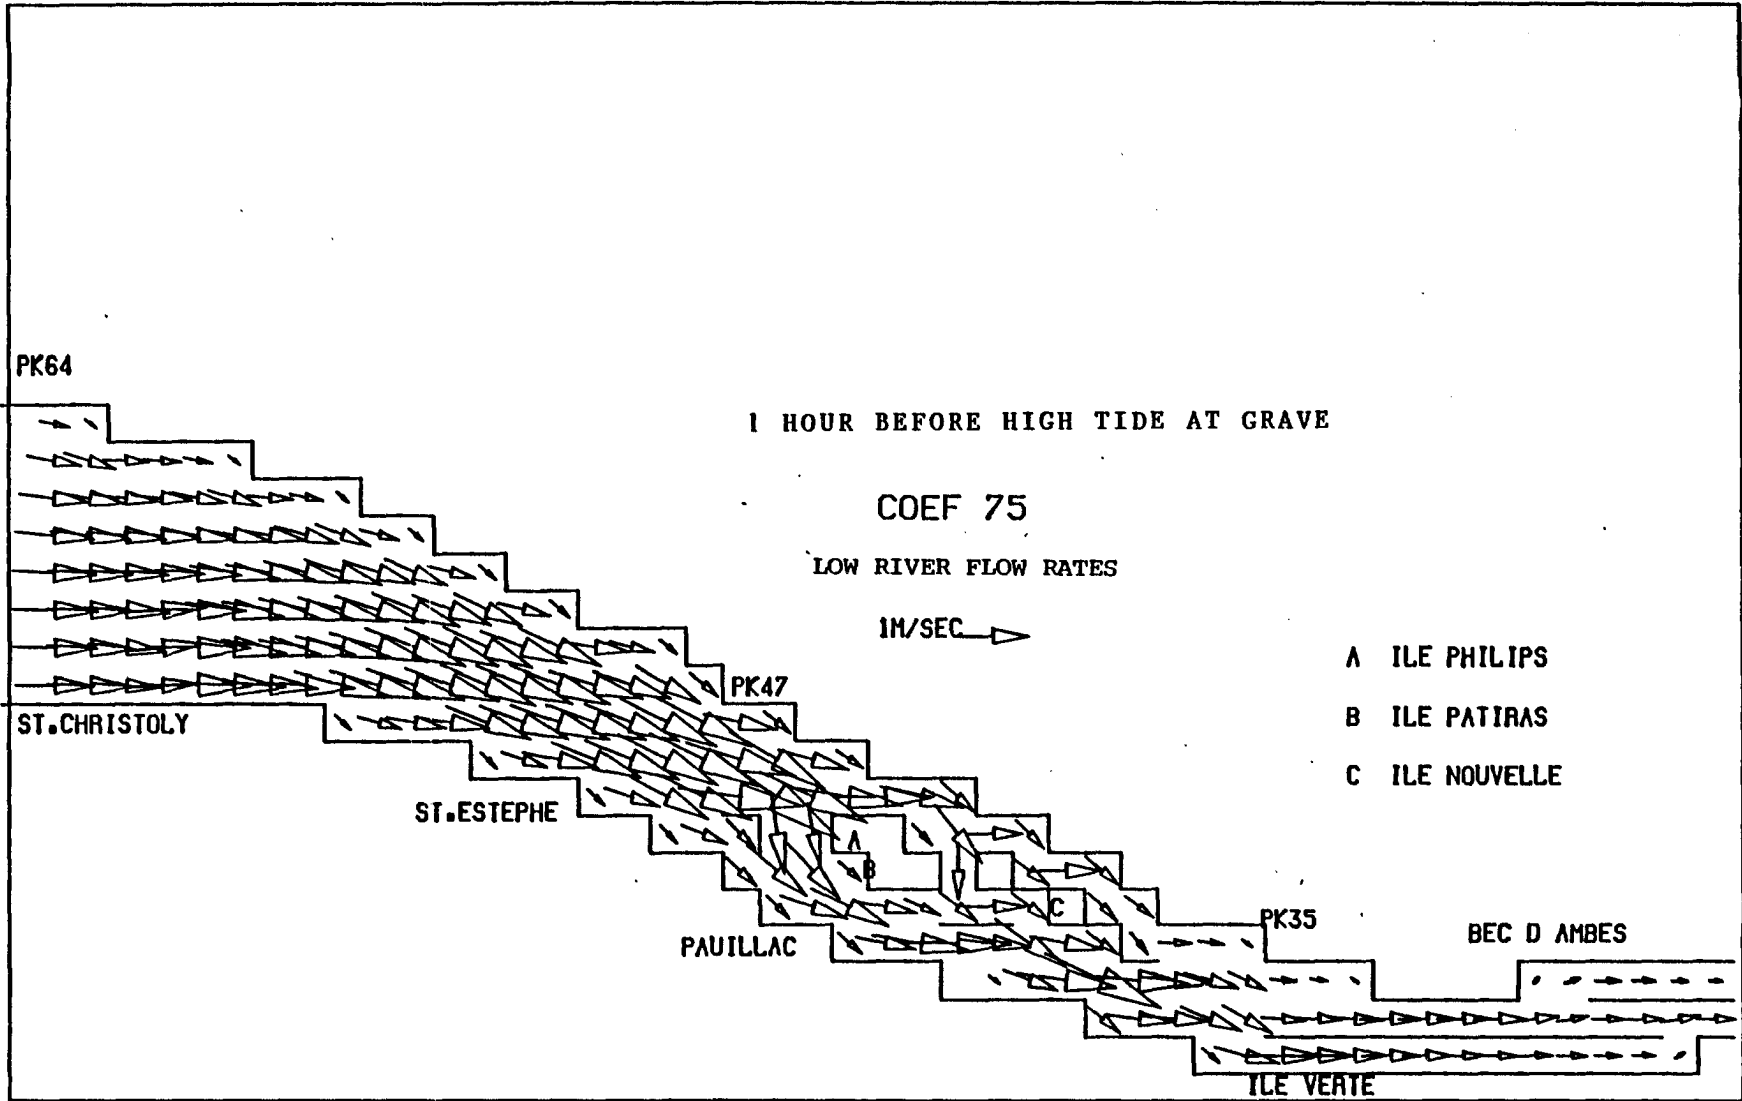 PK64
1 HOUR BEFORE HIGH TIDE AT GRAVE
COEF 75
LOW RIVER FLOW RATES
1M/SEC
A ILE PHILIPS
PK47
B ILE PATIRAS
ST.CHRISTOLY
C ILE NOUVELLE
ST.ESTEPHE
A
B
C
PK35
PAUILLAC
BEC D AMBES
ILE VERTE